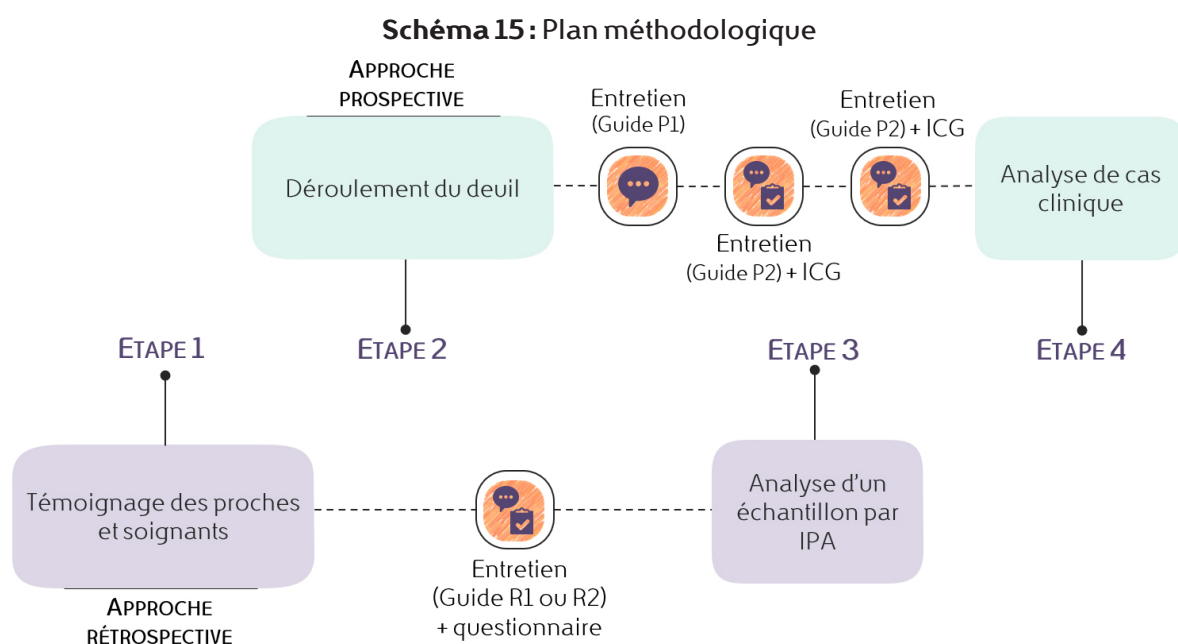 Schéma 15 : Plan méthodologique
APPROCHE
PROSPECTIVE
Déroulement du deuil
Entretien
(Guide P1)
Entretien
(Guide P2) + ICG
Entretien
(Guide P2) + ICG
Analyse de cas
clinique
ETAPE 1
ETAPE 2
ETAPE 3
ETAPE 4
Témoignage des proches
et soignants
APPROCHE
RÉTROSPECTIVE
Entretien
(Guide R1 ou R2)
+ questionnaire
Analyse d’un
échantillon par
IPA